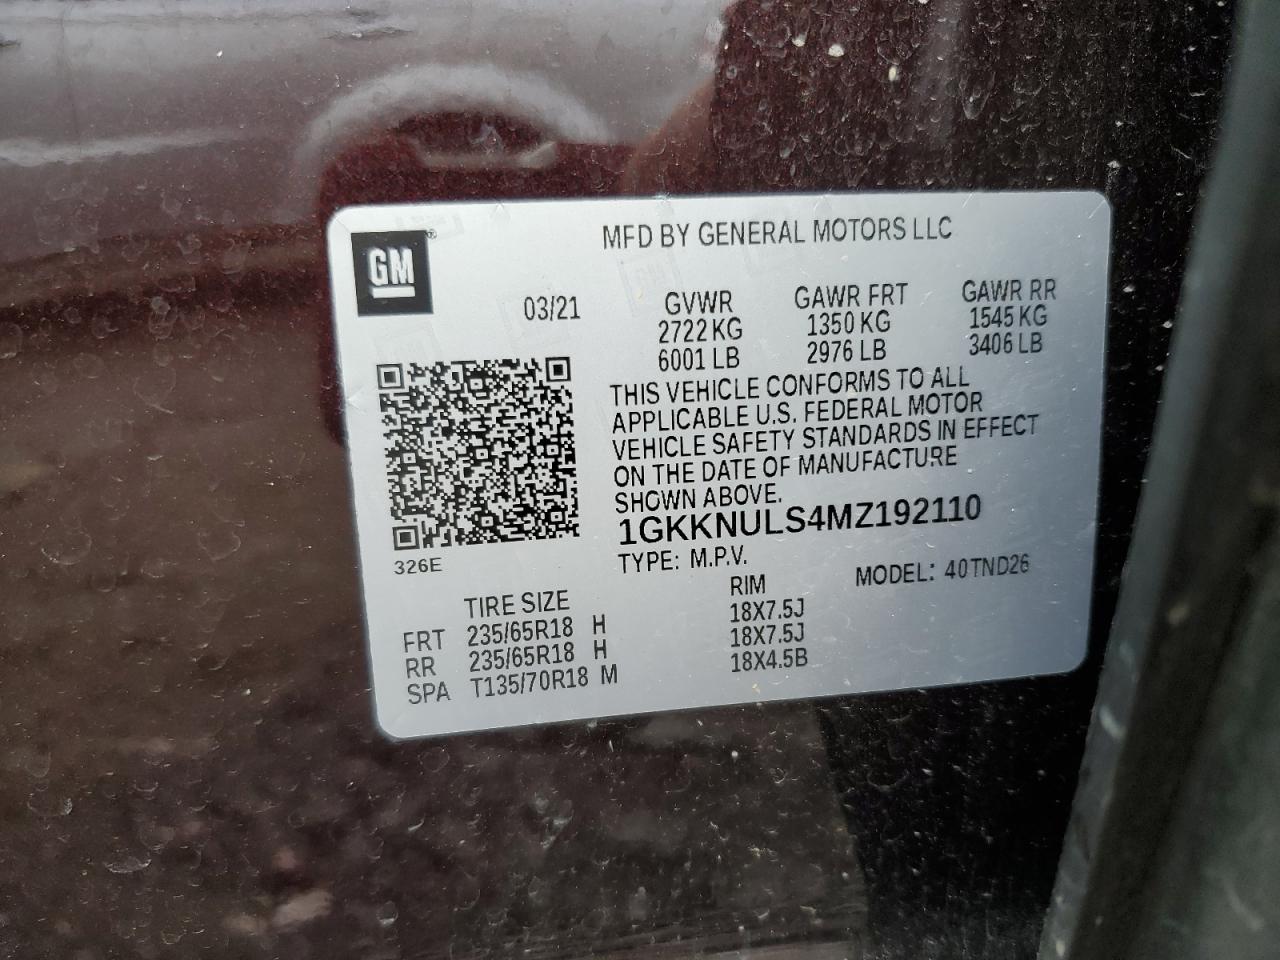 GM®
MFD BY GENERAL MOTORS LLC
03/21
GVWR
2722 KG
6001 LB
GAWR FRT
1350 KG
2976 LB
GAWR RR
1545 KG
3406 LB
THIS VEHICLE CONFORMS TO ALL
APPLICABLE U.S. FEDERAL MOTOR
VEHICLE SAFETY STANDARDS IN EFFECT
ON THE DATE OF MANUFACTURE
SHOWN ABOVE.
1GKKNULS4MZ192110
326E
TYPE: M.P.V.
MODEL: 40TND26
TIRE SIZE RIM
FRT 235/65R18 H 18X7.5J
RR 235/65R18 H 18X7.5J
SPA T135/70R18 M 18X4.5B